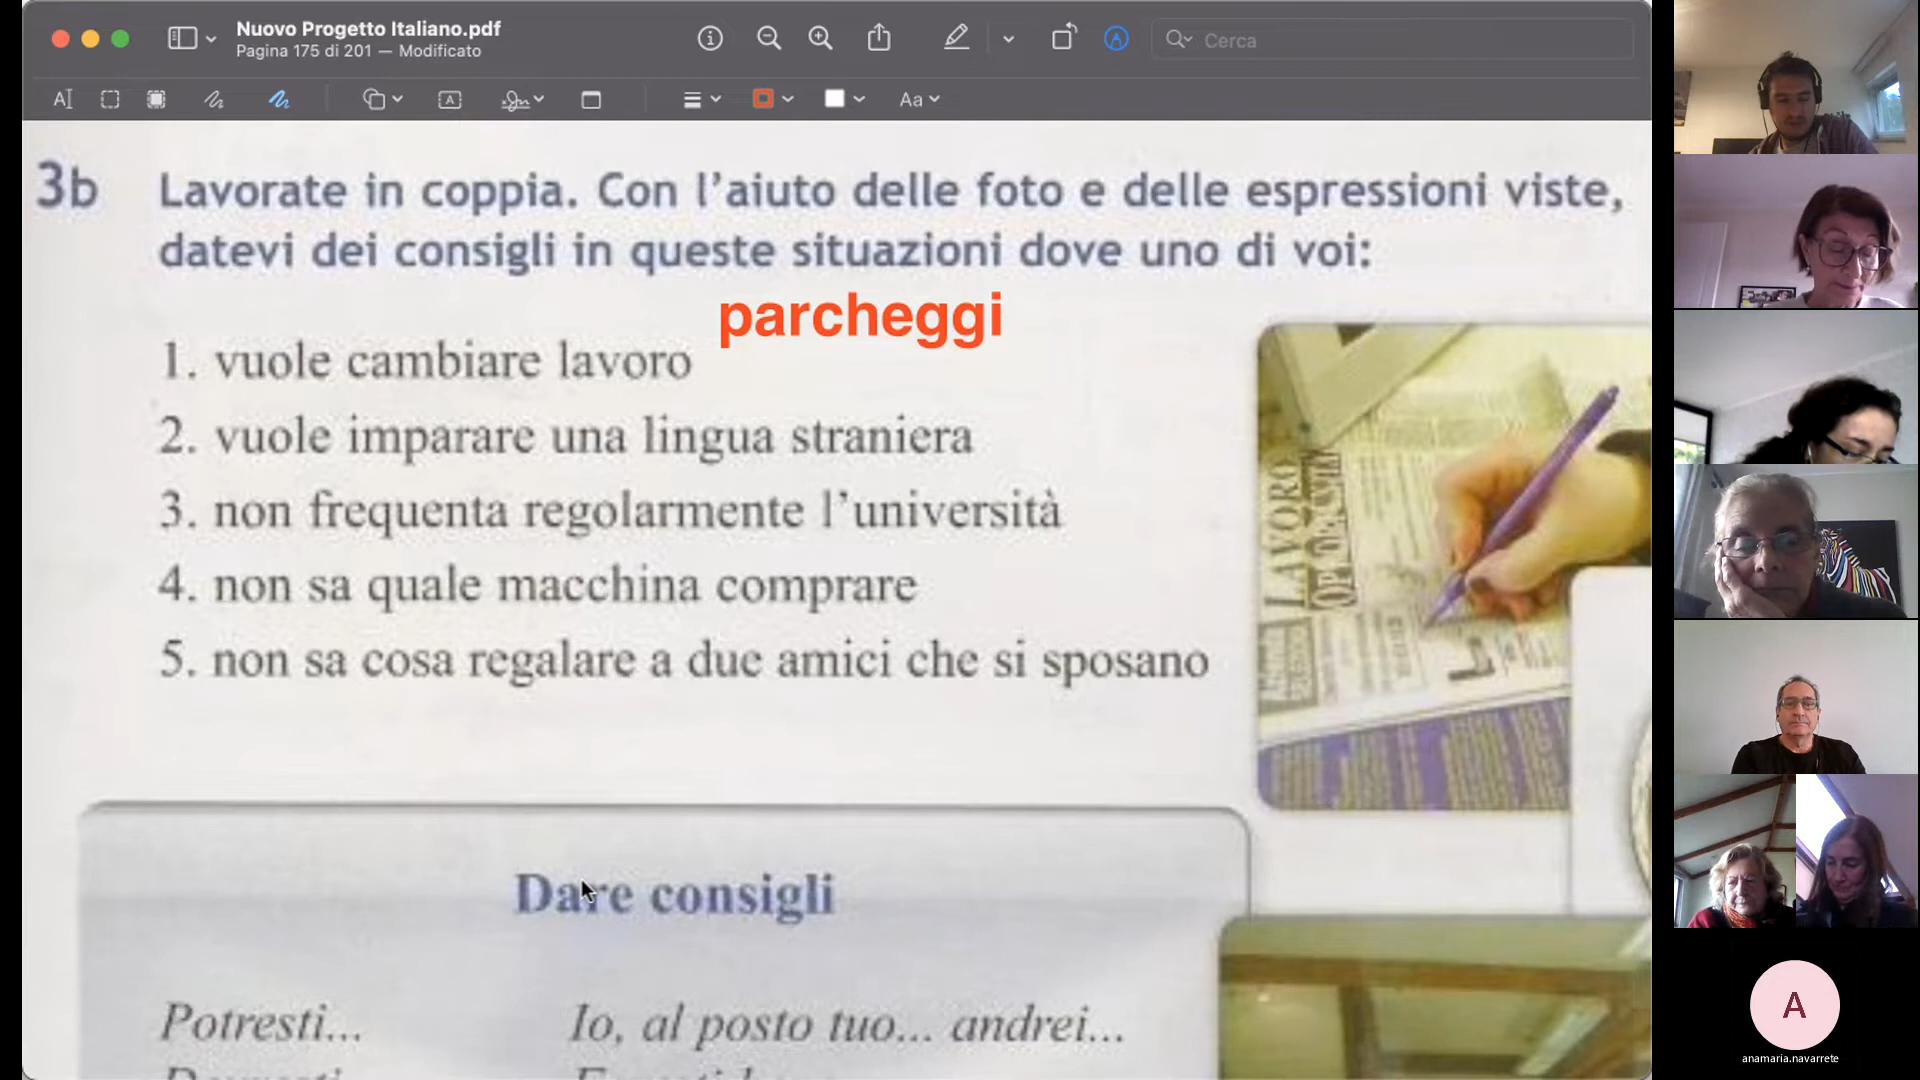 Nuovo Progetto Italiano.pdf
Pagina 175 di 201 — Modificato
Cerca
Aa
3b Lavorate in coppia. Con l'aiuto delle foto e delle espressioni viste,
datevi dei consigli in queste situazioni dove uno di voi:
parcheggi
1. vuole cambiare lavoro
2. vuole imparare una lingua straniera
3. non frequenta regolarmente l'università
4. non sa quale macchina comprare
5. non sa cosa regalare a due amici che si sposano
LAVORO
Dare consigli
Potresti... Io, al posto tuo... andrei...
A
anamaria.navarrete